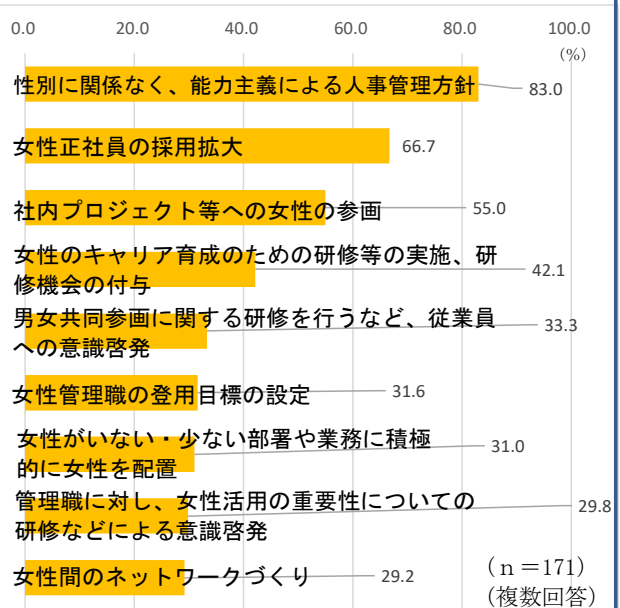 0.0 20.0 40.0 60.0 80.0 100.0
(%)
性別に関係なく、能力主義による人事管理方針 83.0
女性正社員の採用拡大 66.7
社内プロジェクト等への女性の参画 55.0
女性のキャリア育成のための研修等の実施、研
修機会の付与 42.1
男女共同参画に関する研修を行うなど、従業員
への意識啓発 33.3
女性管理職の登用目標の設定 31.6
女性がいない・少ない部署や業務に積極
的に女性を配置 31.0
管理職に対し、女性活用の重要性についての
研修などによる意識啓発 29.8
女性間のネットワークづくり 29.2
(n=171)
(複数回答)